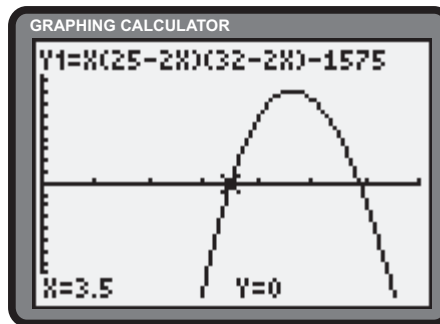 GRAPHING CALCULATOR
Y1=X(25-2X)(32-2X)-1575
X=3.5 Y=0